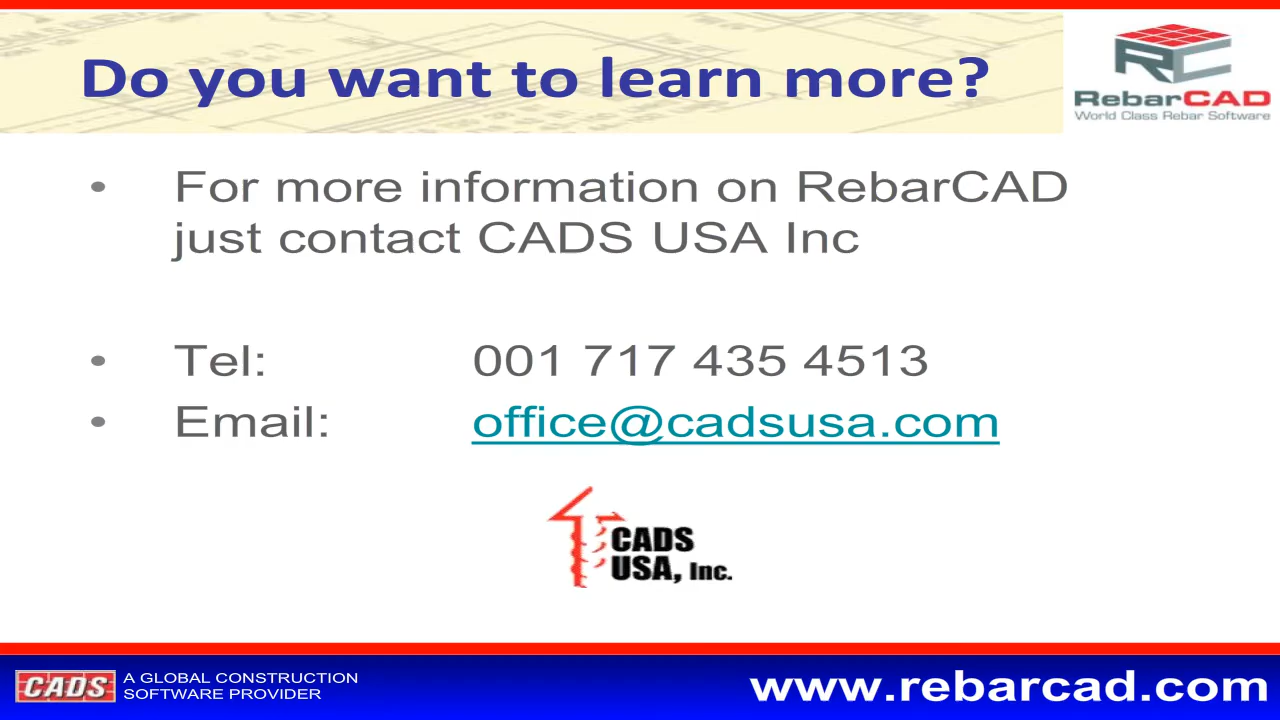 Do you want to learn more?
RC
RebarCAD
World Class Rebar Software
• For more information on RebarCAD
just contact CADS USA Inc
• Tel: 001 717 435 4513
• Email: office@cadsusa.com
CADS
USA, Inc.
CADS
A GLOBAL CONSTRUCTION
SOFTWARE PROVIDER
www.rebarcad.com